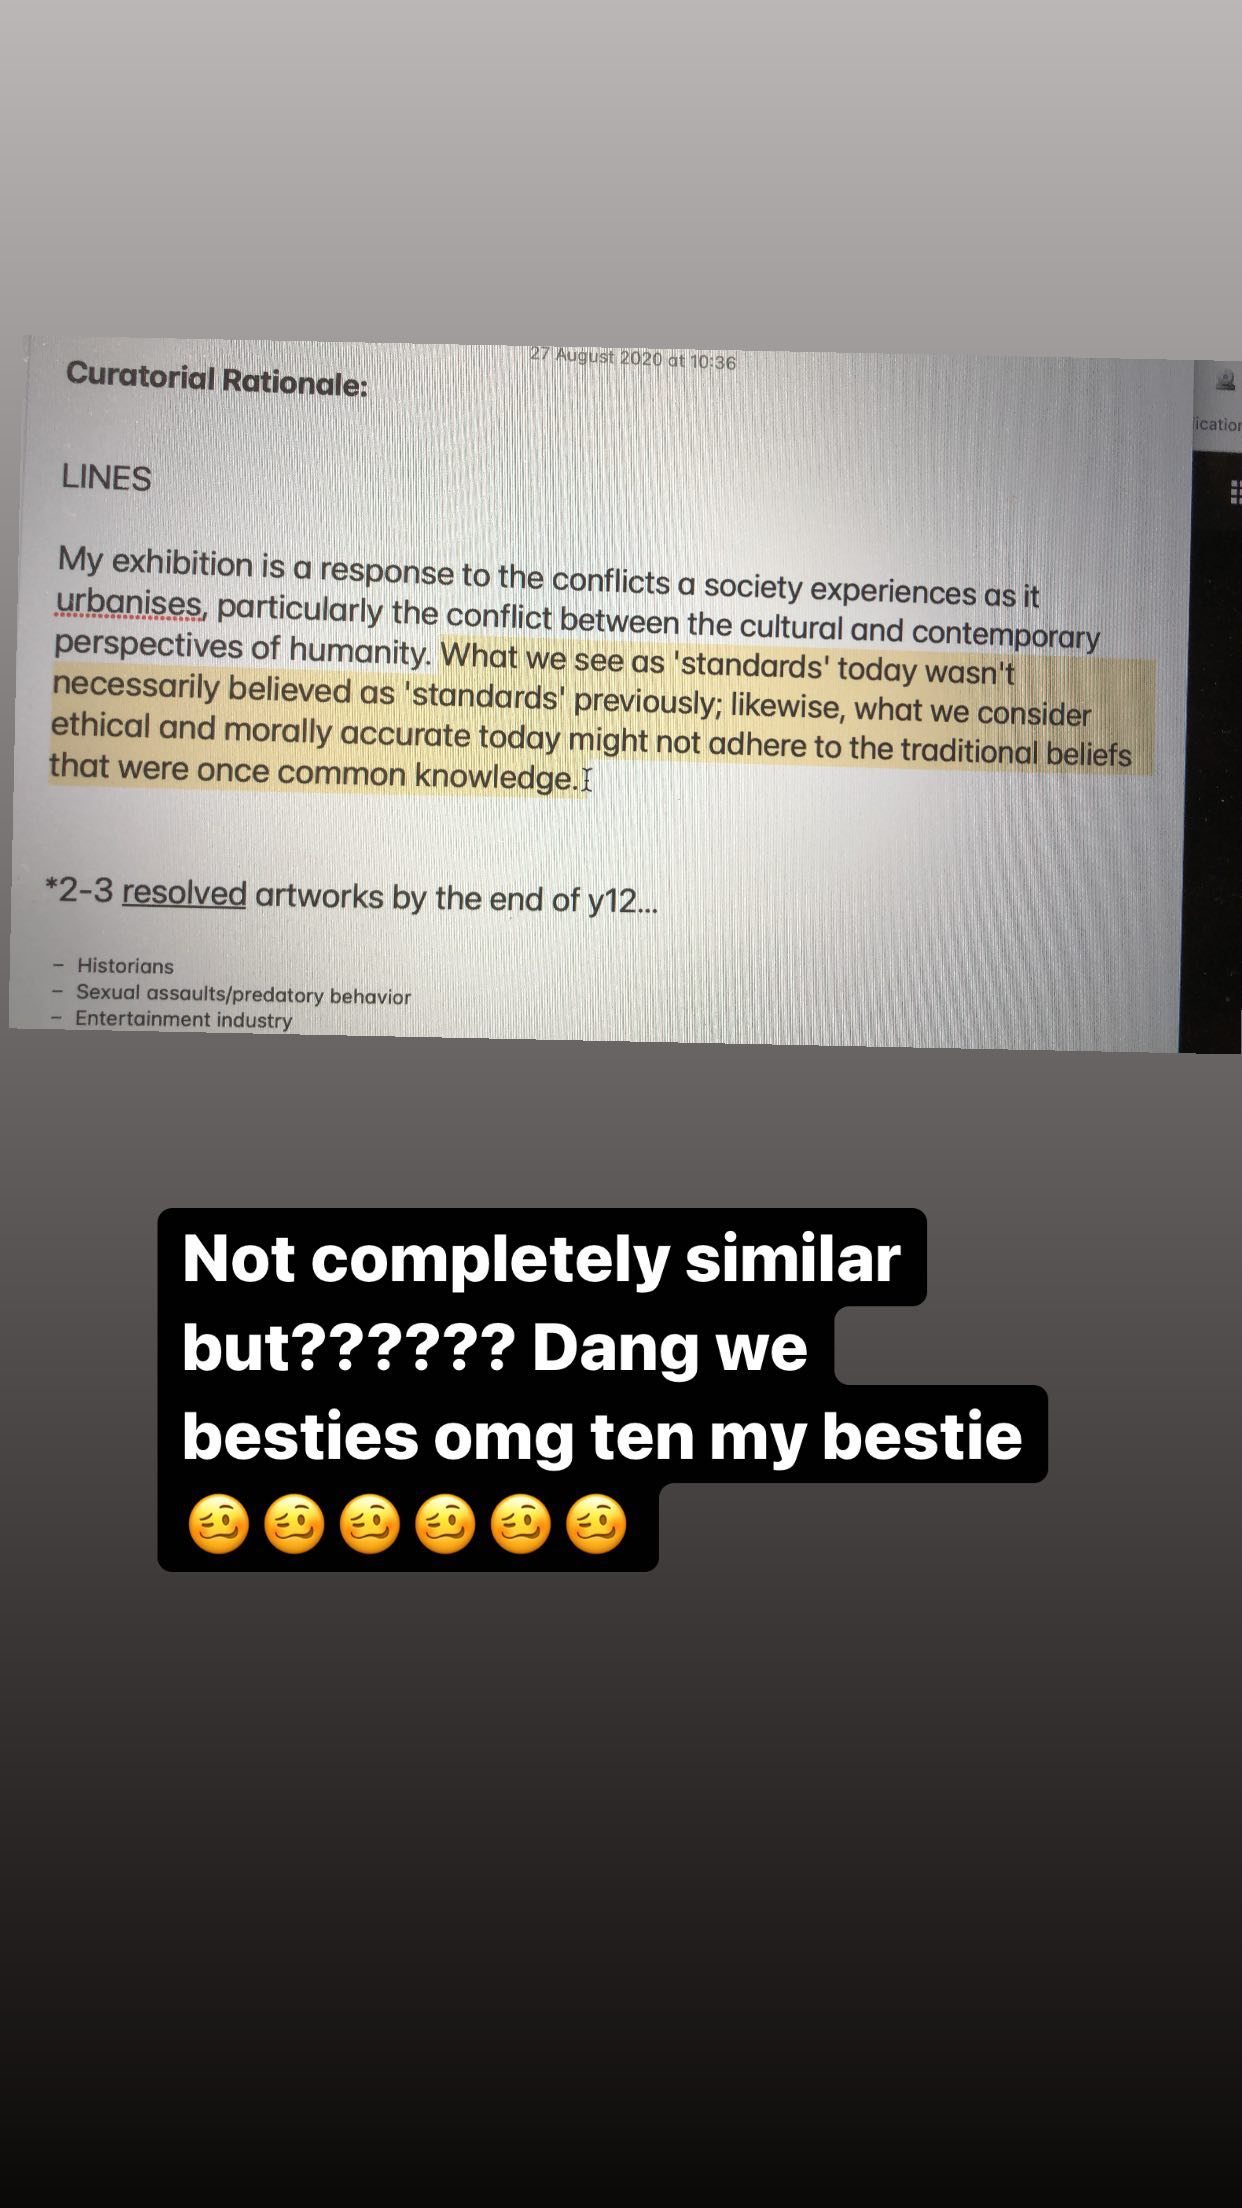 27 August 2020 at 10:36
Curatorial Rationale:
LINES
My exhibition is a response to the conflicts a society experiences as it
urbanises, particularly the conflict between the cultural and contemporary
perspectives of humanity. What we see as 'standards' today wasn't
necessarily believed as 'standards' previously; likewise, what we consider
ethical and morally accurate today might not adhere to the traditional beliefs
that were once common knowledge.
*2-3 resolved artworks by the end of y12...
- Historians
- Sexual assaults/predatory behavior
- Entertainment industry
Not completely similar
but?????? Dang we
besties omg ten my bestie
🥴🥴🥴🥴🥴🥴